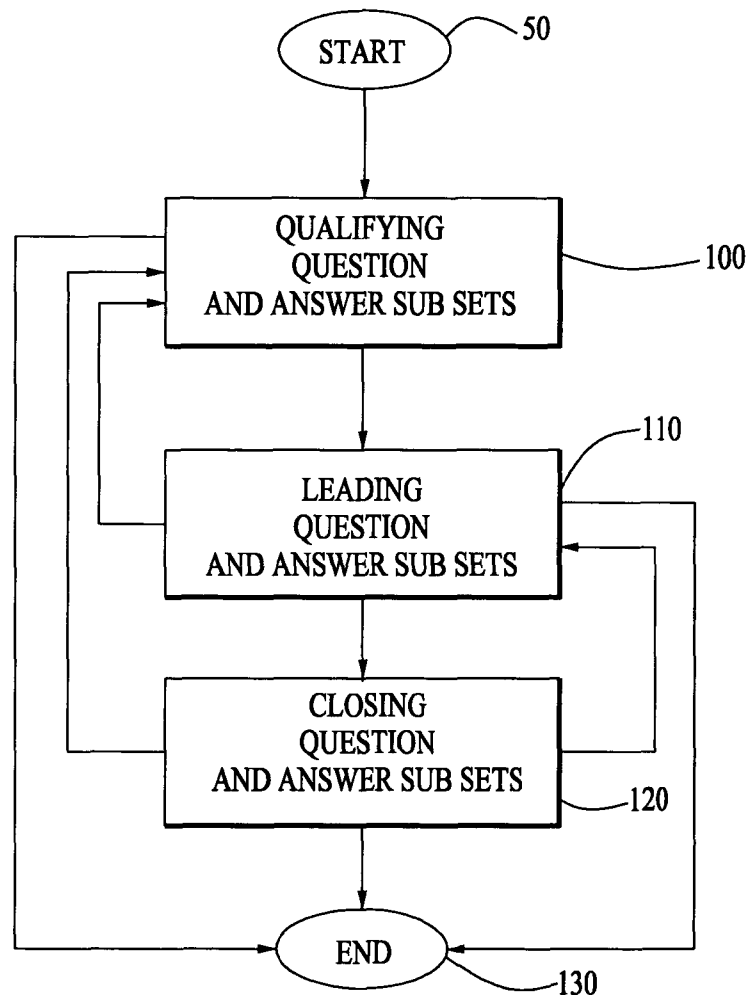 START
50
QUALIFYING
QUESTION
AND ANSWER SUB SETS
100
LEADING
QUESTION
AND ANSWER SUB SETS
110
CLOSING
QUESTION
AND ANSWER SUB SETS
120
END
130